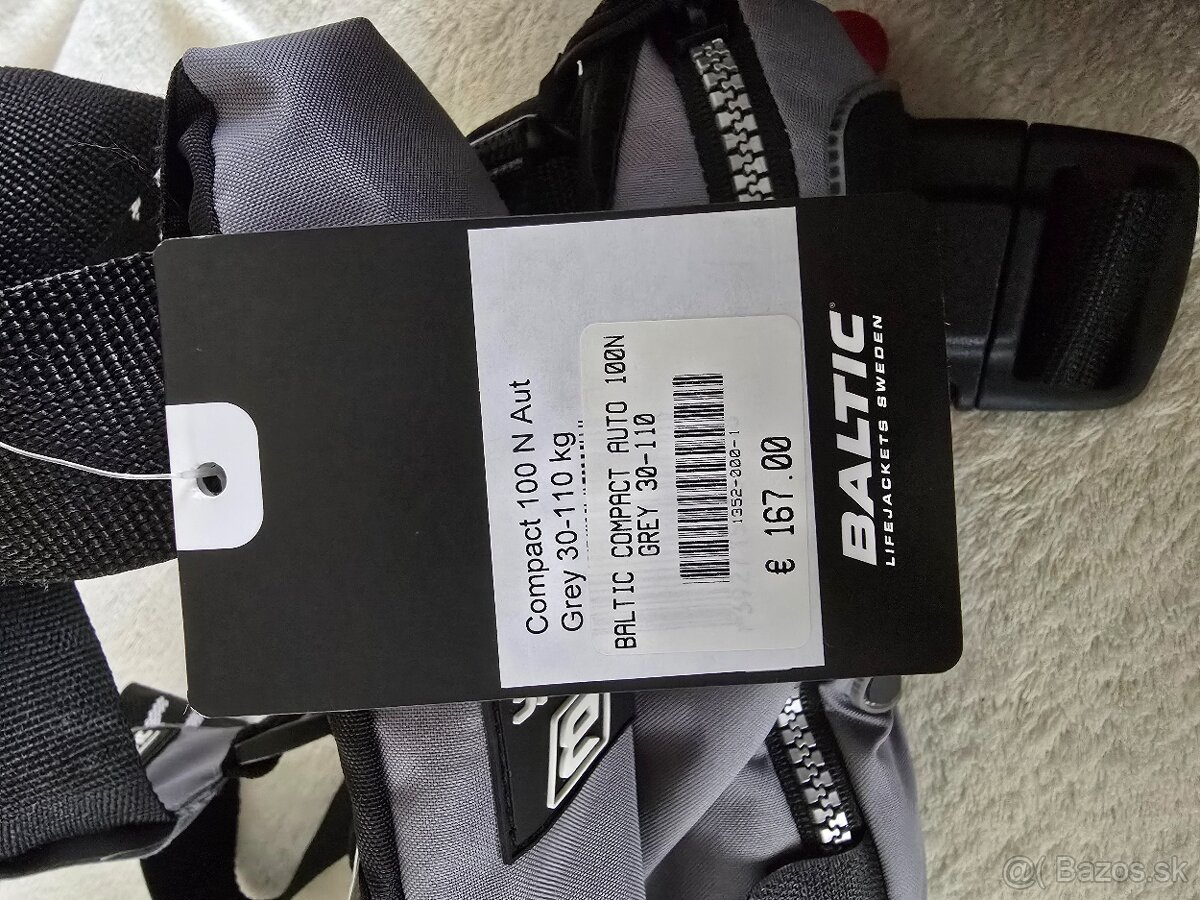 Compact 100 N Aut
Grey 30-110 kg
BALTIC COMPACT AUTO 100N
GREY 30-110
1352-000-1
€ 167.00
BALTIC®
LIFEJACKETS SWEDEN
@( Bazos.sk